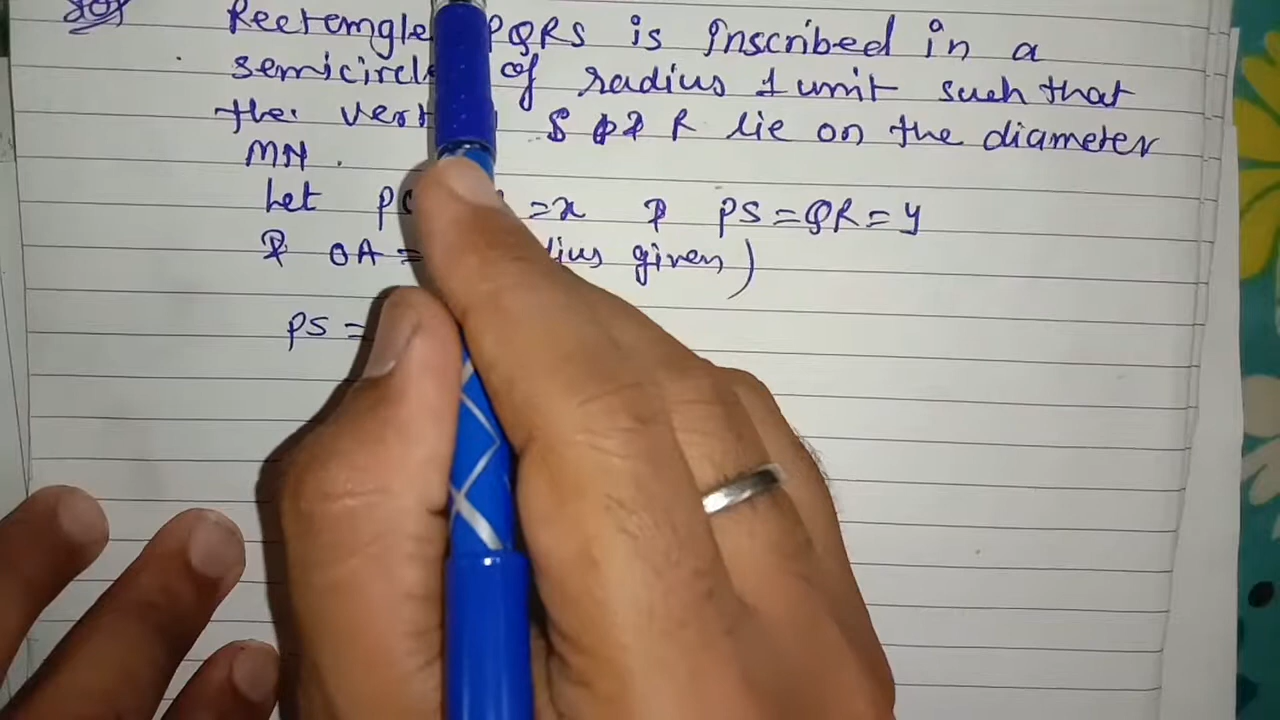 Sol
Rectangle PQRS is inscribed in a
semicircle of radius 1 unit such that
the S & R lie on the diameter
MN.
Let =x & PS = QR = y
& OA = given)
PS =